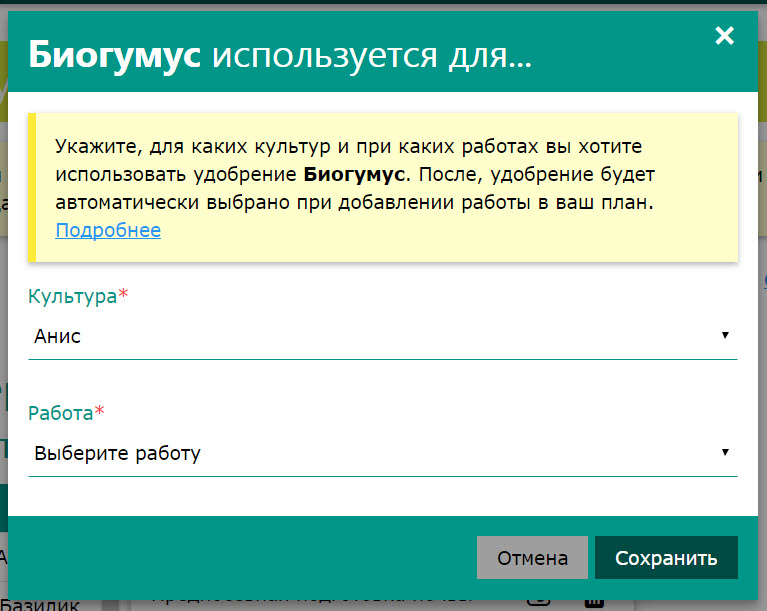 Биогумус используется для...
Укажите, для каких культур и при каких работах вы хотите
использовать удобрение Биогумус. После, удобрение будет
автоматически выбрано при добавлении работы в ваш план.
Подробнее
Культура*
Анис
Работа*
Выберите работу
Отмена
Сохранить
Базилик